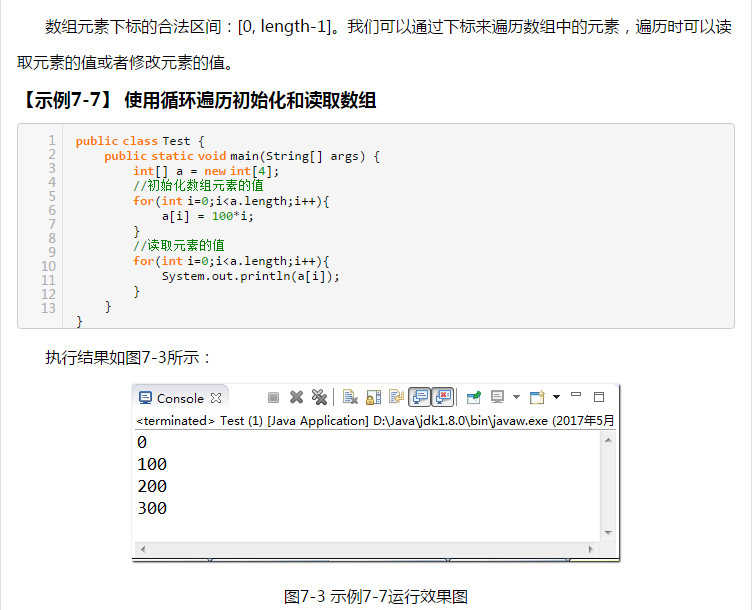 数组元素下标的合法区间：[0, length-1]。我们可以通过下标来遍历数组中的元素，遍历时可以读
取元素的值或者修改元素的值。
【示例7-7】 使用循环遍历初始化和读取数组
1 public class Test {
2     public static void main(String[] args) {
3         int[] a = new int[4];
4         //初始化数组元素的值
5         for(int i=0;i<a.length;i++){
6             a[i] = 100*i;
7         }
8         //读取元素的值
9         for(int i=0;i<a.length;i++){
10             System.out.println(a[i]);
11         }
12     }
13 }
执行结果如图7-3所示：
Console
<terminated> Test (1) [Java Application] D:\Java\jdk1.8.0\bin\javaw.exe (2017年5月
0
100
200
300
图7-3 示例7-7运行效果图